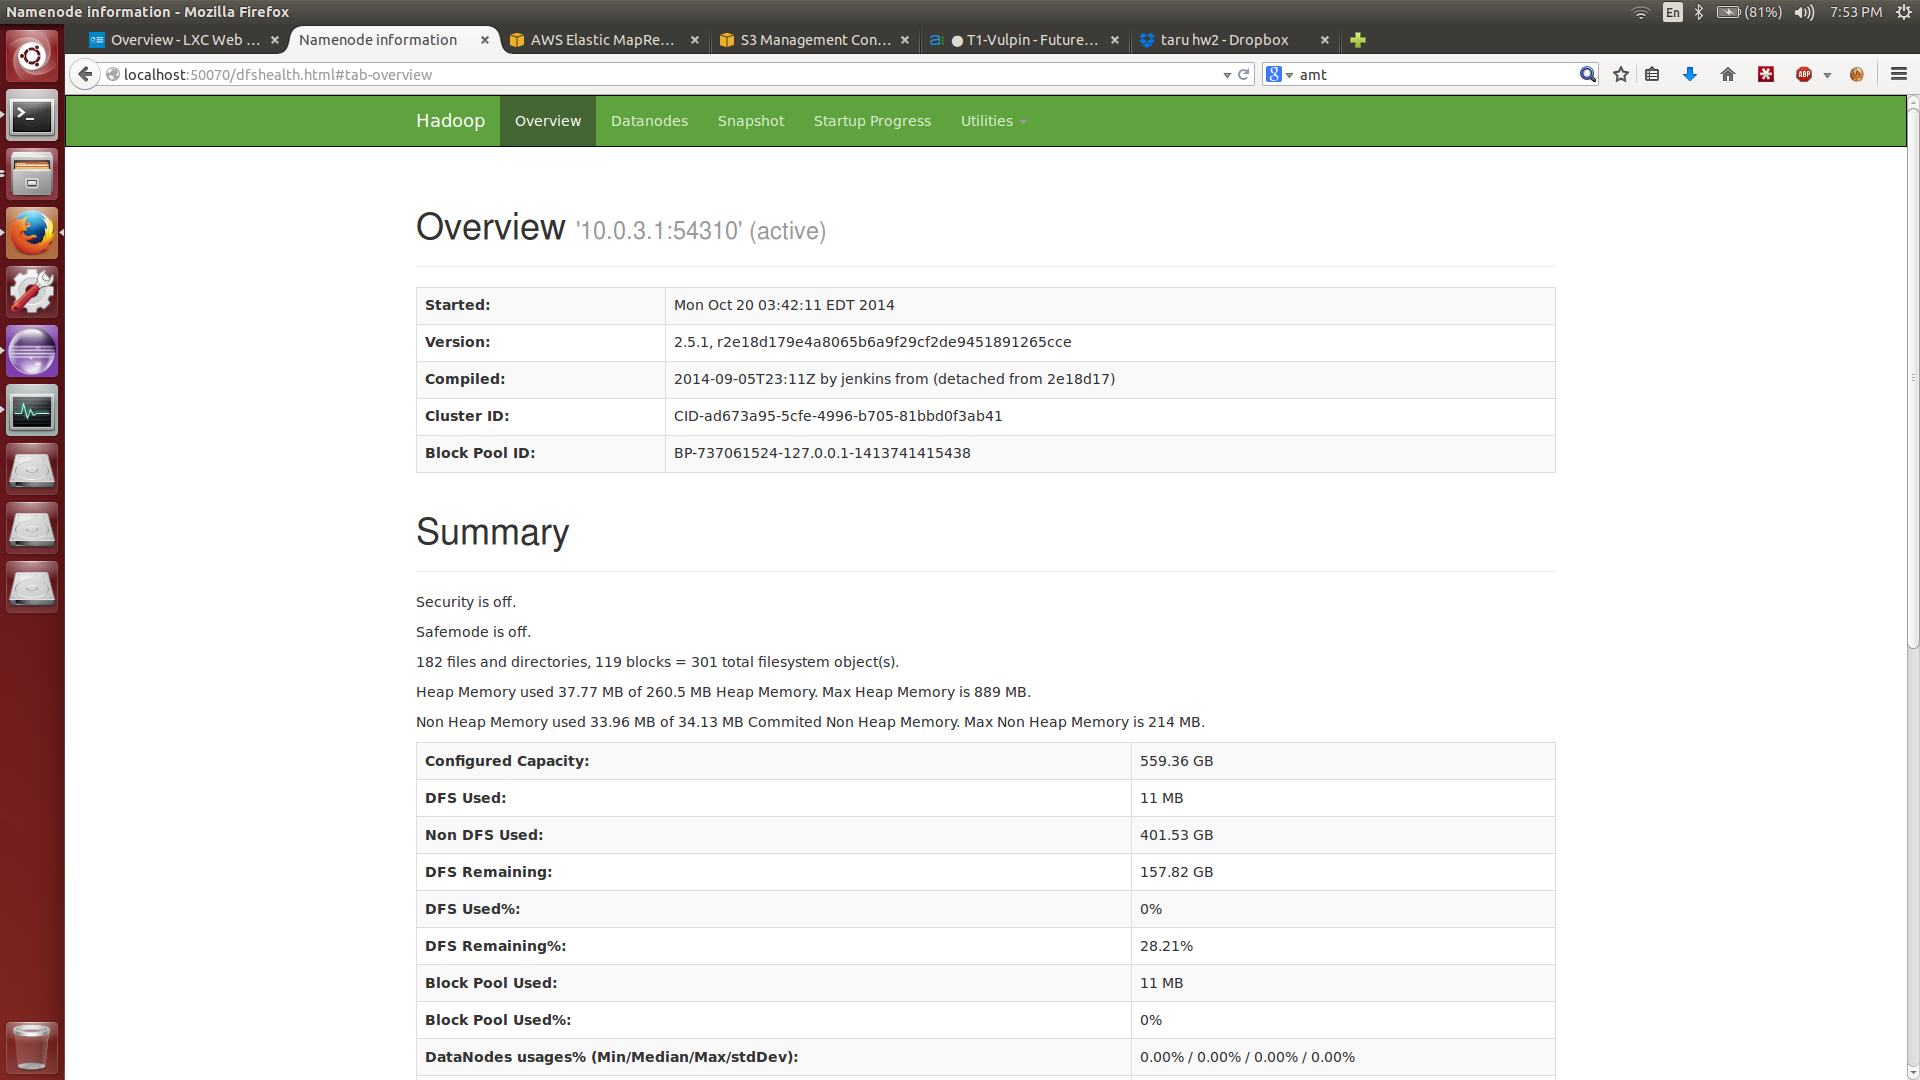 Namenode information - Mozilla Firefox
En (81%) 7:53 PM
Overview - LXC Web ... Namenode information AWS Elastic MapRe... S3 Management Con... T1-Vulpin - Future... taru hw2 - Dropbox
localhost:50070/dfshealth.html#tab-overview
amt
ABP
Hadoop Overview Datanodes Snapshot Startup Progress Utilities
Overview '10.0.3.1:54310' (active)
Started: Mon Oct 20 03:42:11 EDT 2014
Version: 2.5.1, r2e18d179e4a8065b6a9f29cf2de9451891265cce
Compiled: 2014-09-05T23:11Z by jenkins from (detached from 2e18d17)
Cluster ID: CID-ad673a95-5cfe-4996-b705-81bbd0f3ab41
Block Pool ID: BP-737061524-127.0.0.1-1413741415438
Summary
Security is off.
Safemode is off.
182 files and directories, 119 blocks = 301 total filesystem object(s).
Heap Memory used 37.77 MB of 260.5 MB Heap Memory. Max Heap Memory is 889 MB.
Non Heap Memory used 33.96 MB of 34.13 MB Commited Non Heap Memory. Max Non Heap Memory is 214 MB.
Configured Capacity: 559.36 GB
DFS Used: 11 MB
Non DFS Used: 401.53 GB
DFS Remaining: 157.82 GB
DFS Used%: 0%
DFS Remaining%: 28.21%
Block Pool Used: 11 MB
Block Pool Used%: 0%
DataNodes usages% (Min/Median/Max/stdDev): 0.00% / 0.00% / 0.00% / 0.00%